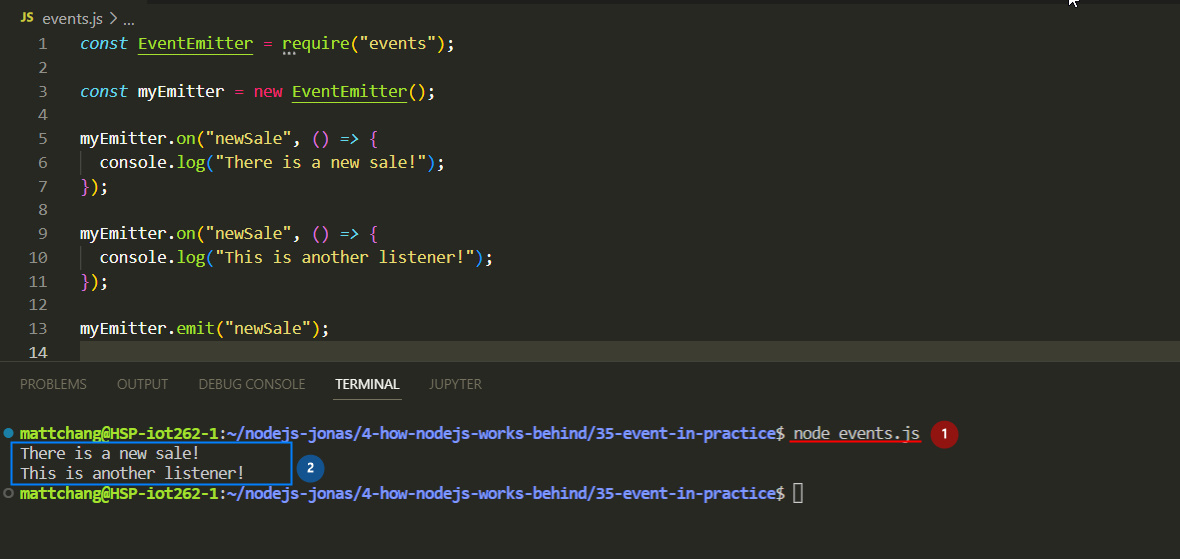 JS events.js > ...
1 const EventEmitter = require("events");
2
3 const myEmitter = new EventEmitter();
4
5 myEmitter.on("newSale", () => {
6   console.log("There is a new sale!");
7 });
8
9 myEmitter.on("newSale", () => {
10   console.log("This is another listener!");
11 });
12
13 myEmitter.emit("newSale");
14
PROBLEMS OUTPUT DEBUG CONSOLE TERMINAL JUPYTER
mattchang@HSP-iot262-1:~/nodejs-jonas/4-how-nodejs-works-behind/35-event-in-practice$ node events.js 1
There is a new sale!
This is another listener! 2
mattchang@HSP-iot262-1:~/nodejs-jonas/4-how-nodejs-works-behind/35-event-in-practice$